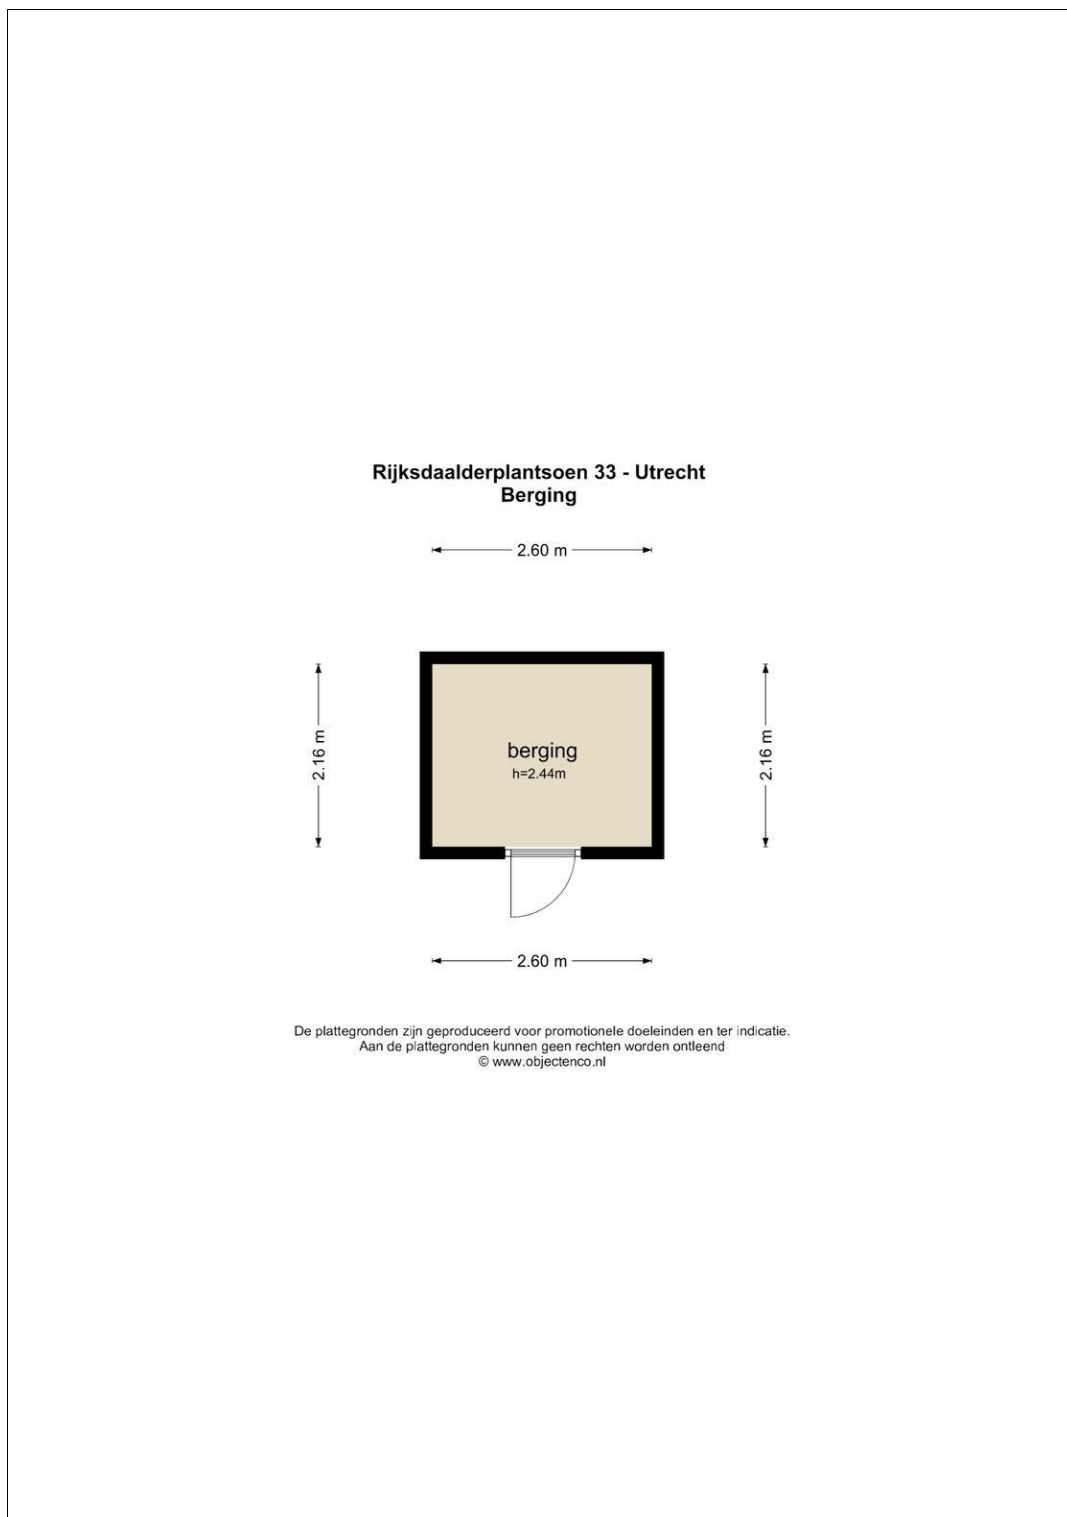 Rijksdaalderplantsoen 33 - Utrecht
Berging
2.60 m
2.16 m
2.16 m
berging
h=2.44m
2.60 m
De plattegronden zijn geproduceerd voor promotionele doeleinden en ter indicatie.
Aan de plattegronden kunnen geen rechten worden ontleend
© www.objectenco.nl